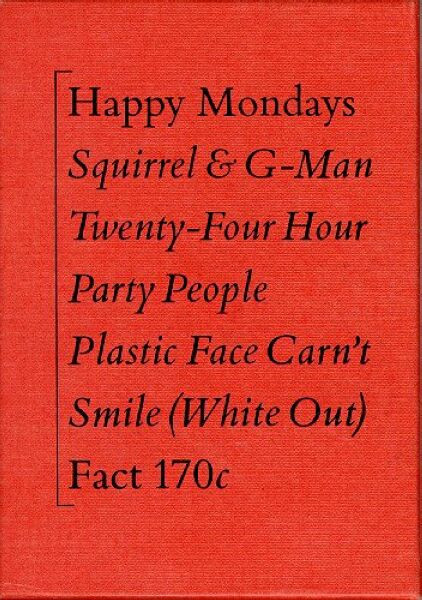 Happy Mondays
Squirrel & G-Man
Twenty-Four Hour
Party People
Plastic Face Carn't
Smile (White Out)
Fact 170c